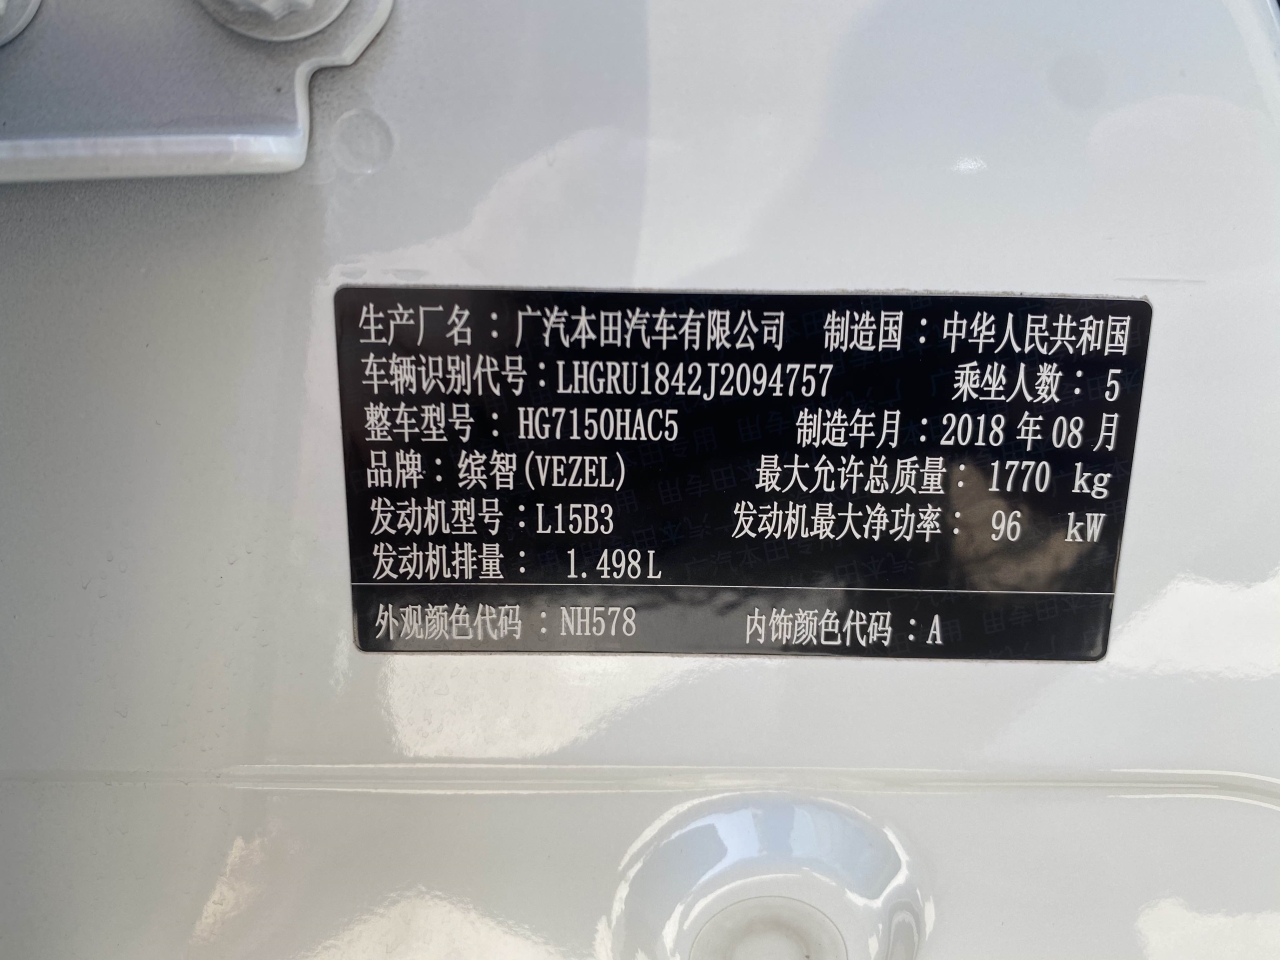 生产厂名：广汽本田汽车有限公司 制造国：中华人民共和国
车辆识别代号：LHGRU1842J2094757 乘坐人数：5
整车型号：HG7150HAC5 制造年月：2018年08月
品牌：缤智(VEZEL) 最大允许总质量：1770 kg
发动机型号：L15B3 发动机最大净功率：96 kW
发动机排量：1.498L
外观颜色代码：NH578 内饰颜色代码：A